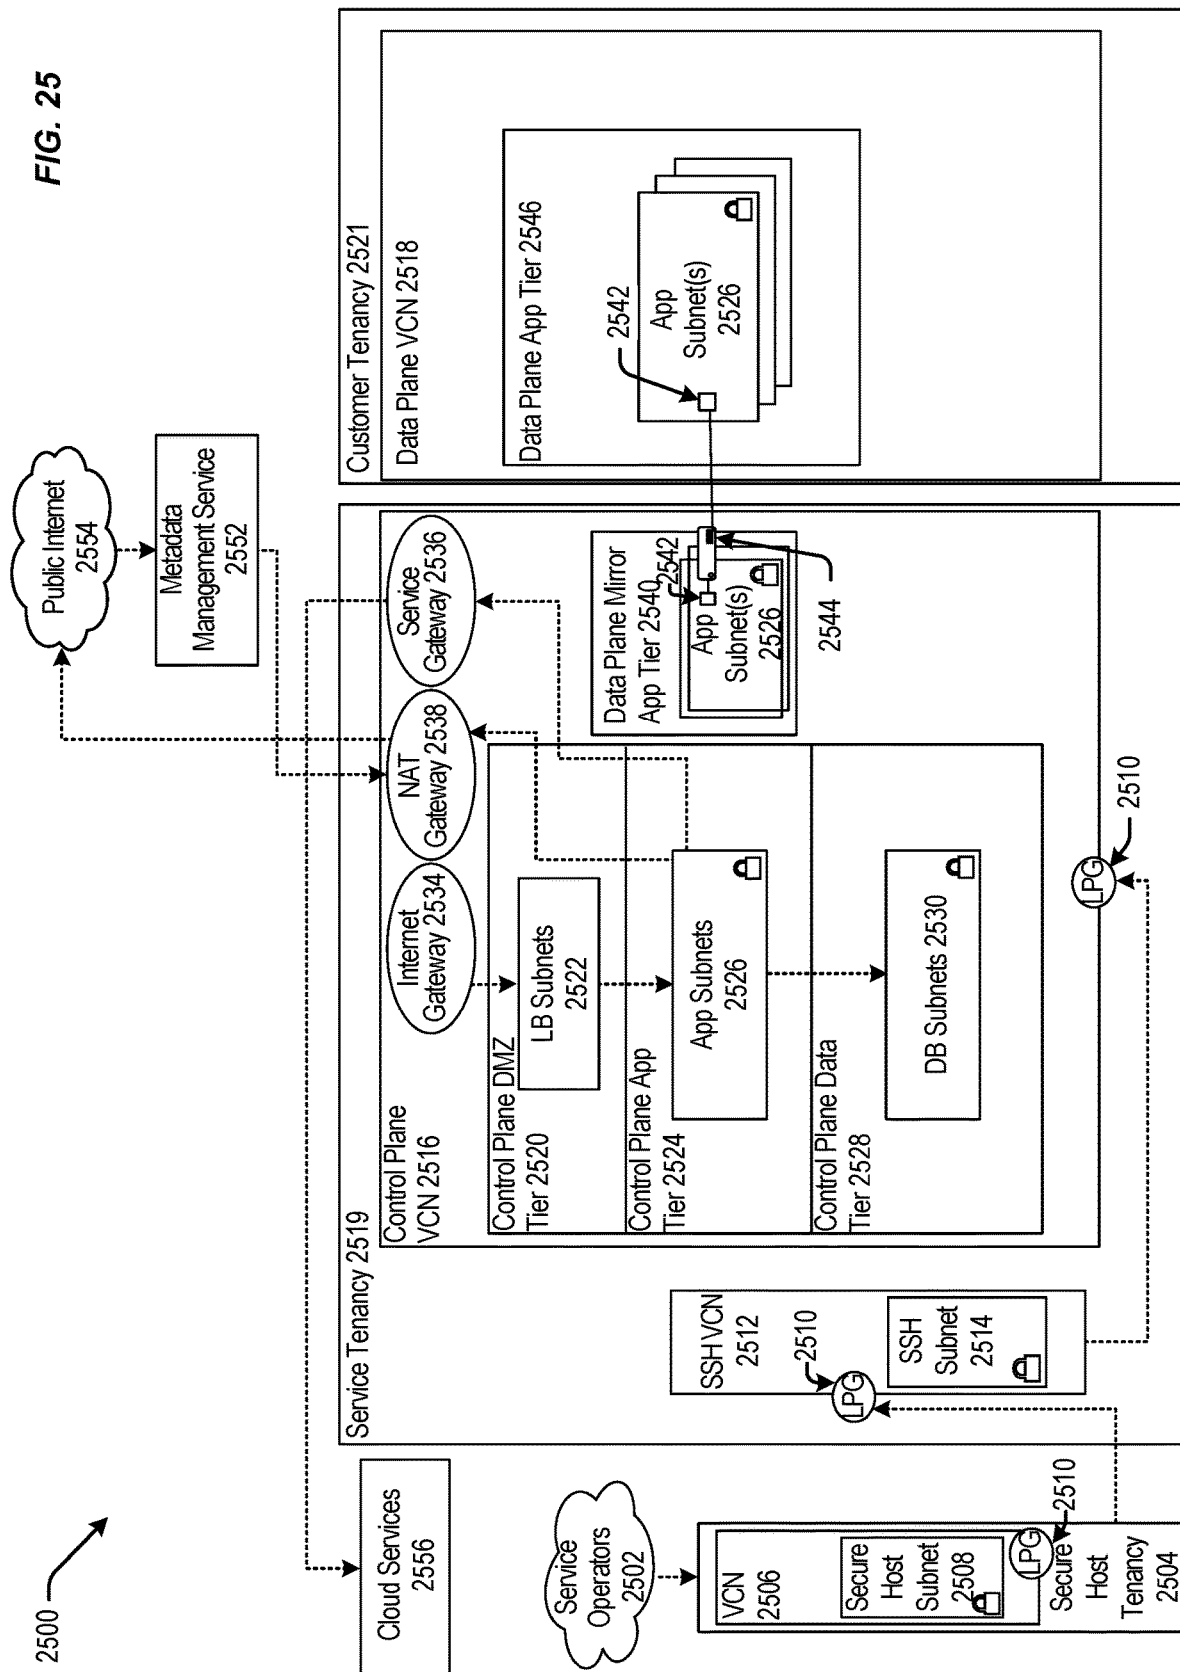 2500
FIG. 25
Public Internet
2554
Metadata
Management Service
2552
Cloud Services
2556
Service
Operators
2502
VCN
2506
Secure
Host
Subnet
2508
LPG
2510
Secure
Host
Tenancy
2504
Service Tenancy 2519
SSH VCN
2512
2510
LPG
SSH
Subnet
2514
Control Plane
VCN 2516
Internet
Gateway 2534
NAT
Gateway 2538
Service
Gateway 2536
Control Plane DMZ
Tier 2520
LB Subnets
2522
Control Plane App
Tier 2524
App Subnets
2526
Control Plane Data
Tier 2528
DB Subnets 2530
LPG
2510
Data Plane Mirror
App Tier 2540
2542
App
Subnet(s)
2526
2544
Customer Tenancy 2521
Data Plane VCN 2518
Data Plane App Tier 2546
2542
App
Subnet(s)
2526